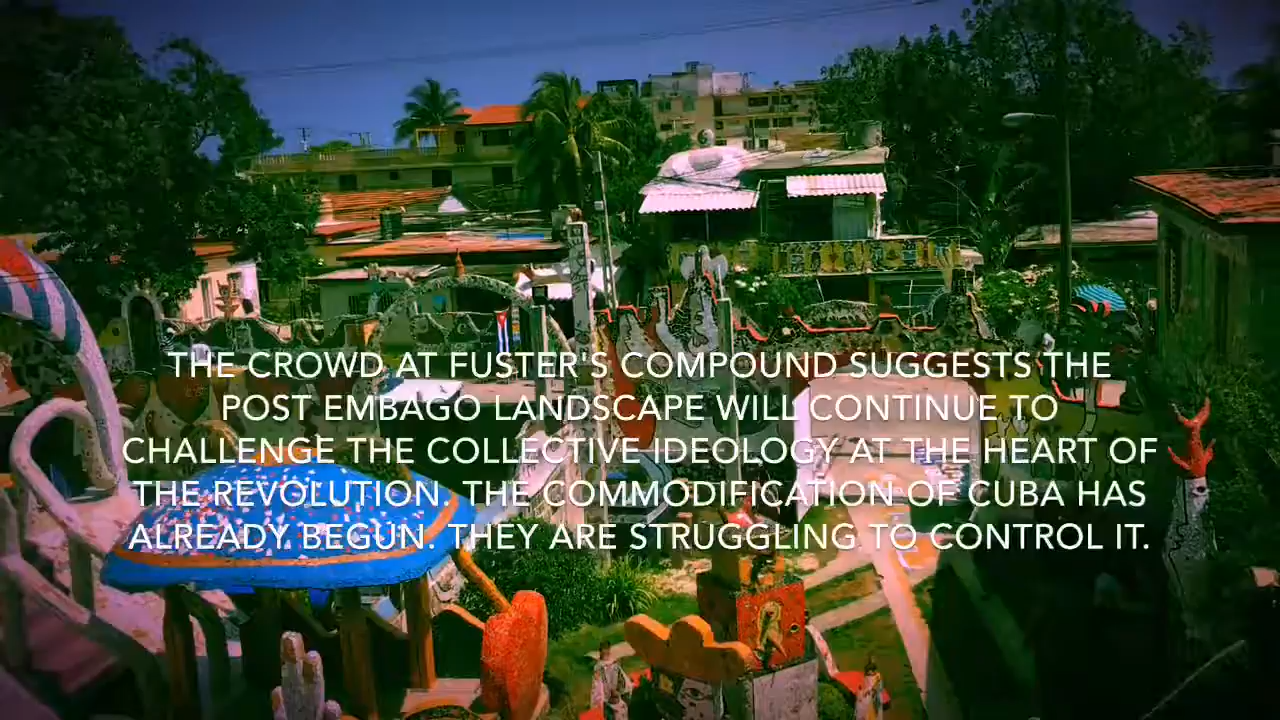 THE CROWD AT FUSTER'S COMPOUND SUGGESTS THE
POST EMBAGO LANDSCAPE WILL CONTINUE TO
CHALLENGE THE COLLECTIVE IDEOLOGY AT THE HEART OF
THE REVOLUTION. THE COMMODIFICATION OF CUBA HAS
ALREADY BEGUN. THEY ARE STRUGGLING TO CONTROL IT.